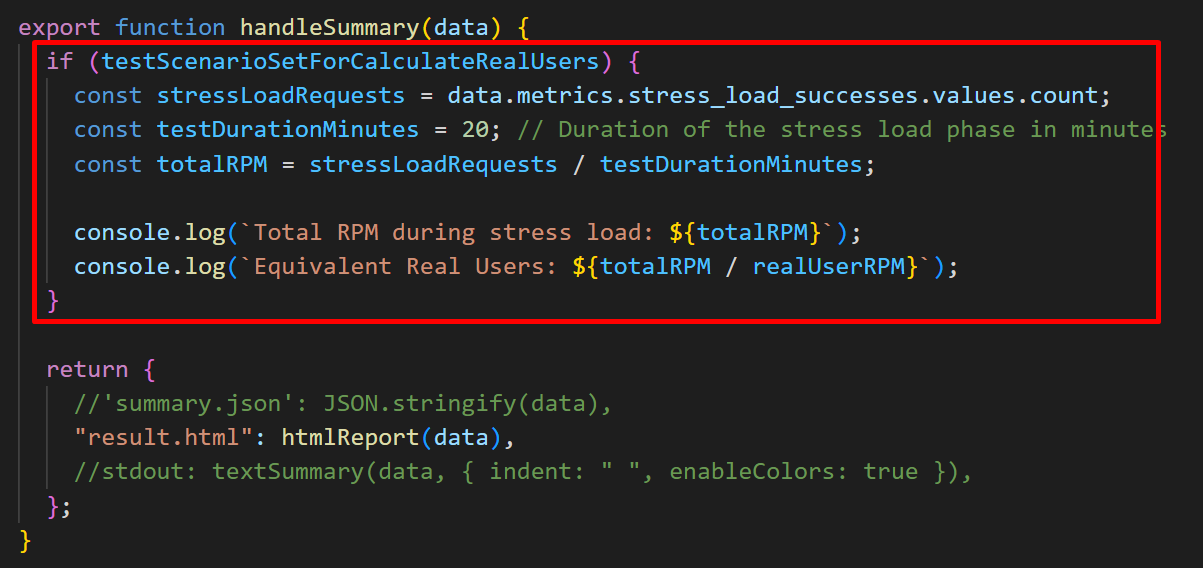 export function handleSummary(data) {
if (testScenarioSetForCalculateRealUsers) {
const stressLoadRequests = data.metrics.stress_load_successes.values.count;
const testDurationMinutes = 20; // Duration of the stress load phase in minutes
const totalRPM = stressLoadRequests / testDurationMinutes;
console.log(`Total RPM during stress load: ${totalRPM}`);
console.log(`Equivalent Real Users: ${totalRPM / realUserRPM}`);
}
return {
//'summary.json': JSON.stringify(data),
"result.html": htmlReport(data),
//stdout: textSummary(data, { indent: " ", enableColors: true }),
};
}